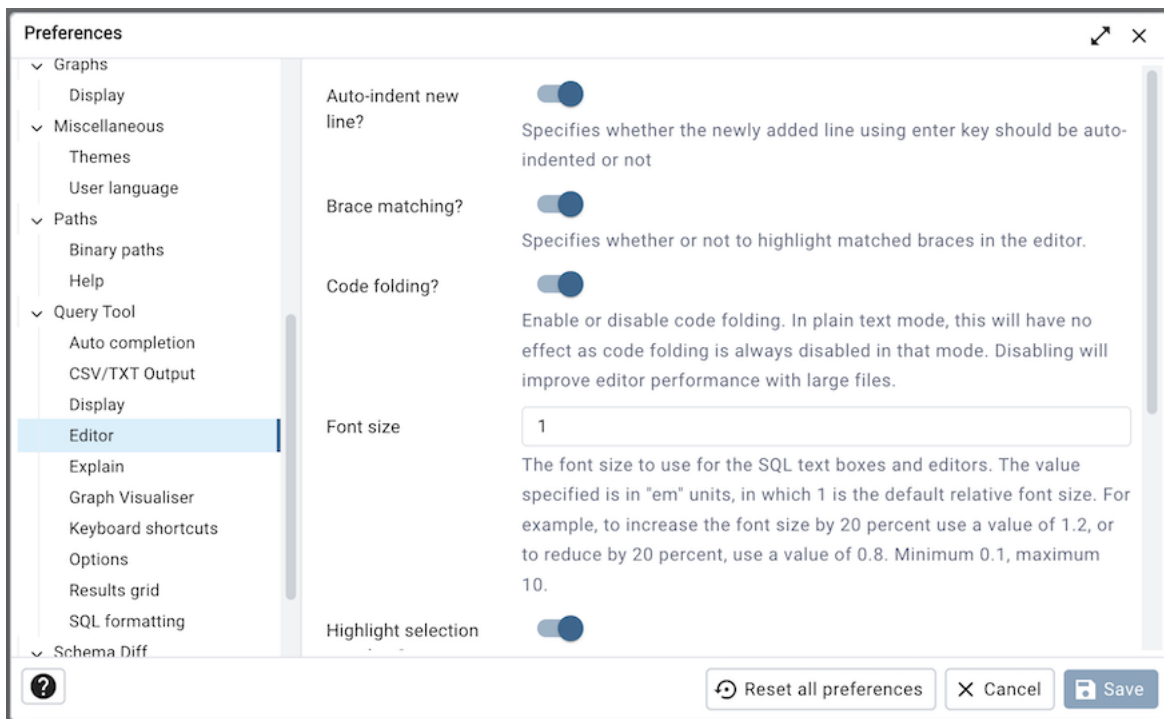 Preferences
Graphs
Display
Miscellaneous
Themes
User language
Paths
Binary paths
Help
Query Tool
Auto completion
CSV/TXT Output
Display
Editor
Explain
Graph Visualiser
Keyboard shortcuts
Options
Results grid
SQL formatting
Schema Diff
Auto-indent new
line?
Specifies whether the newly added line using enter key should be auto-
indented or not
Brace matching?
Specifies whether or not to highlight matched braces in the editor.
Code folding?
Enable or disable code folding. In plain text mode, this will have no
effect as code folding is always disabled in that mode. Disabling will
improve editor performance with large files.
Font size
1
The font size to use for the SQL text boxes and editors. The value
specified is in "em" units, in which 1 is the default relative font size. For
example, to increase the font size by 20 percent use a value of 1.2, or
to reduce by 20 percent, use a value of 0.8. Minimum 0.1, maximum
10.
Highlight selection
?
Reset all preferences
Cancel
Save